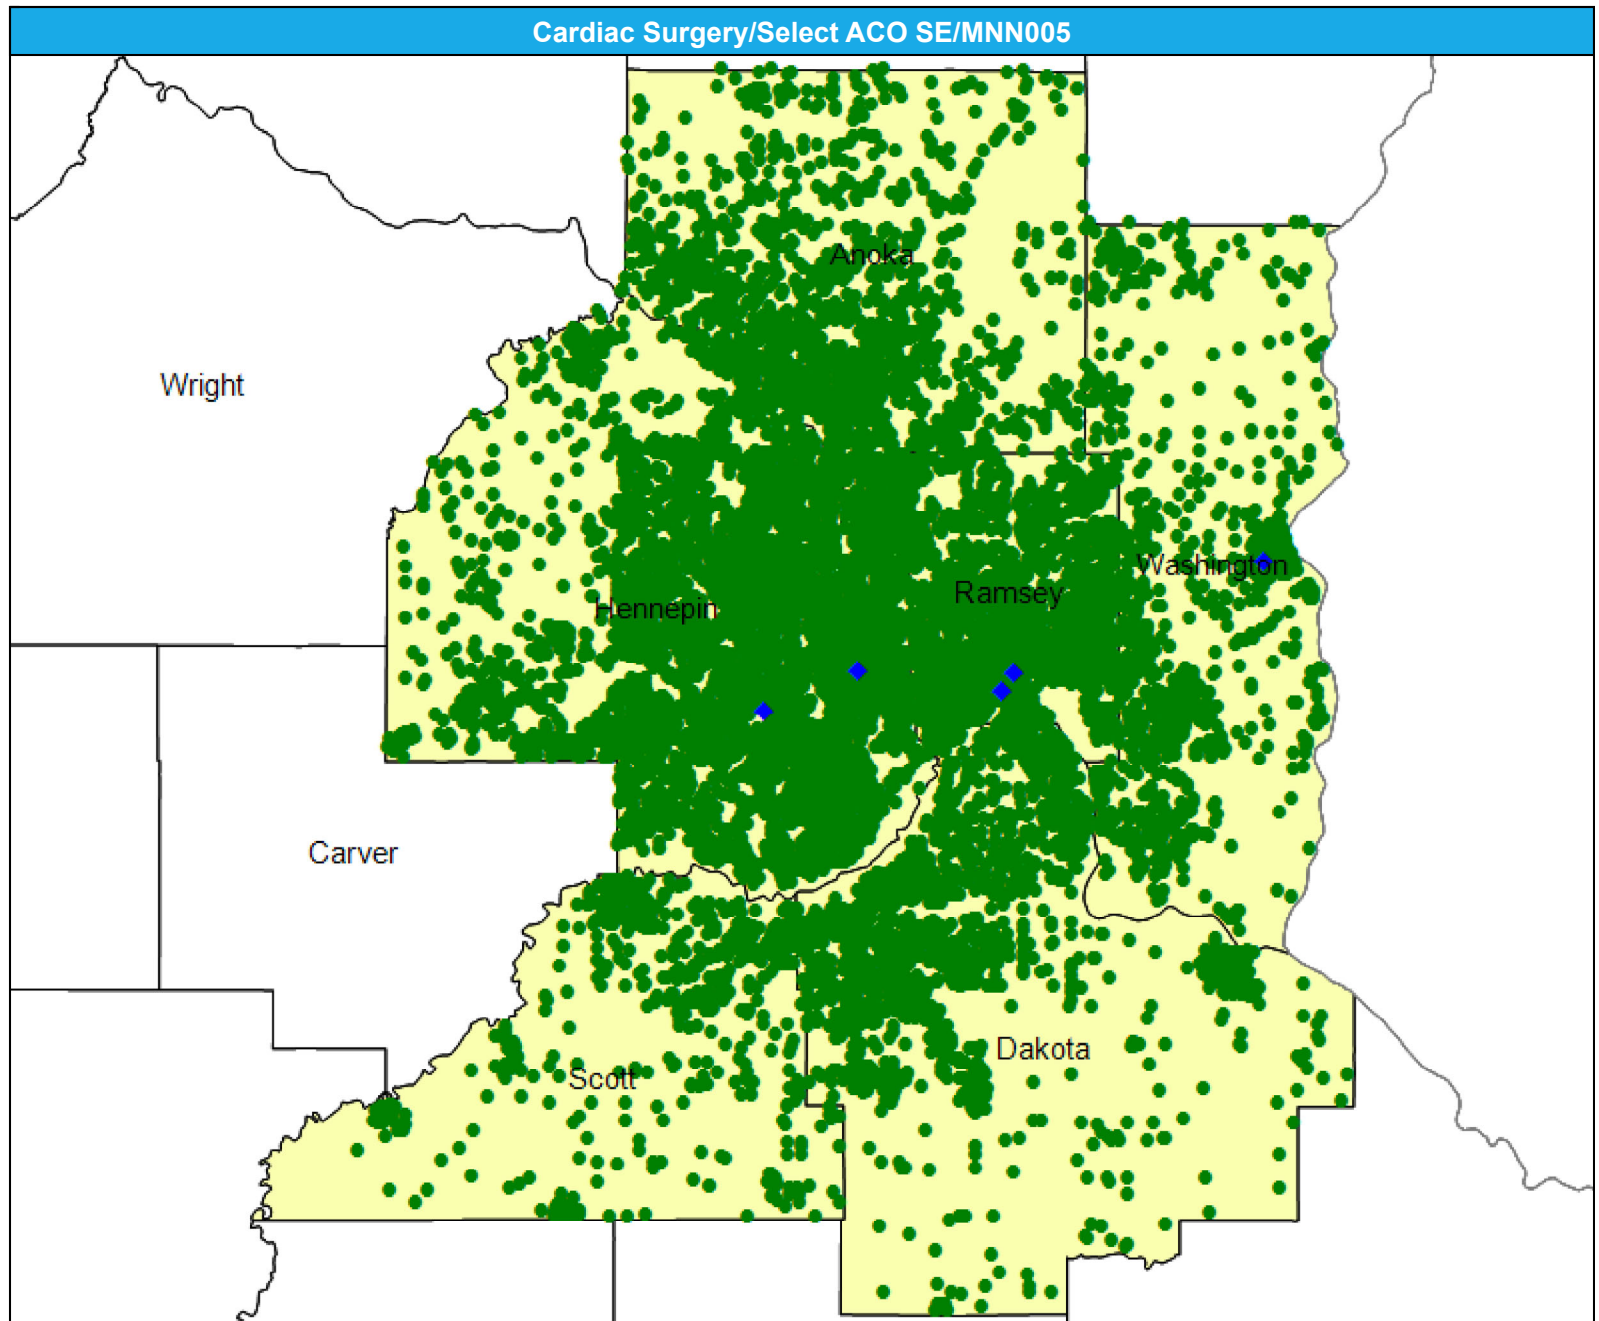 Cardiac Surgery/Select ACO SE/MNN005
Anoka
Wright
Washington
Ramsey
Hennepin
Carver
Dakota
Scott